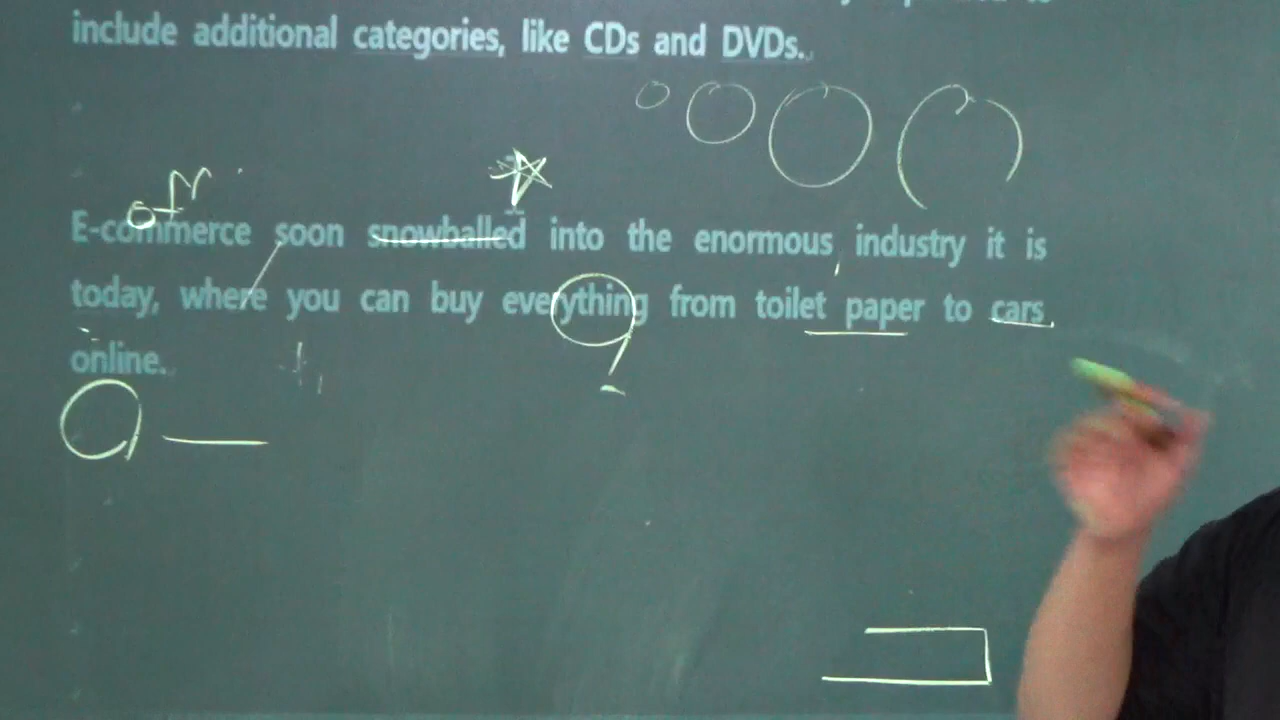 include additional categories, like CDs and DVDs.
E-commerce soon snowballed into the enormous industry it is
today, where you can buy everything from toilet paper to cars
online.